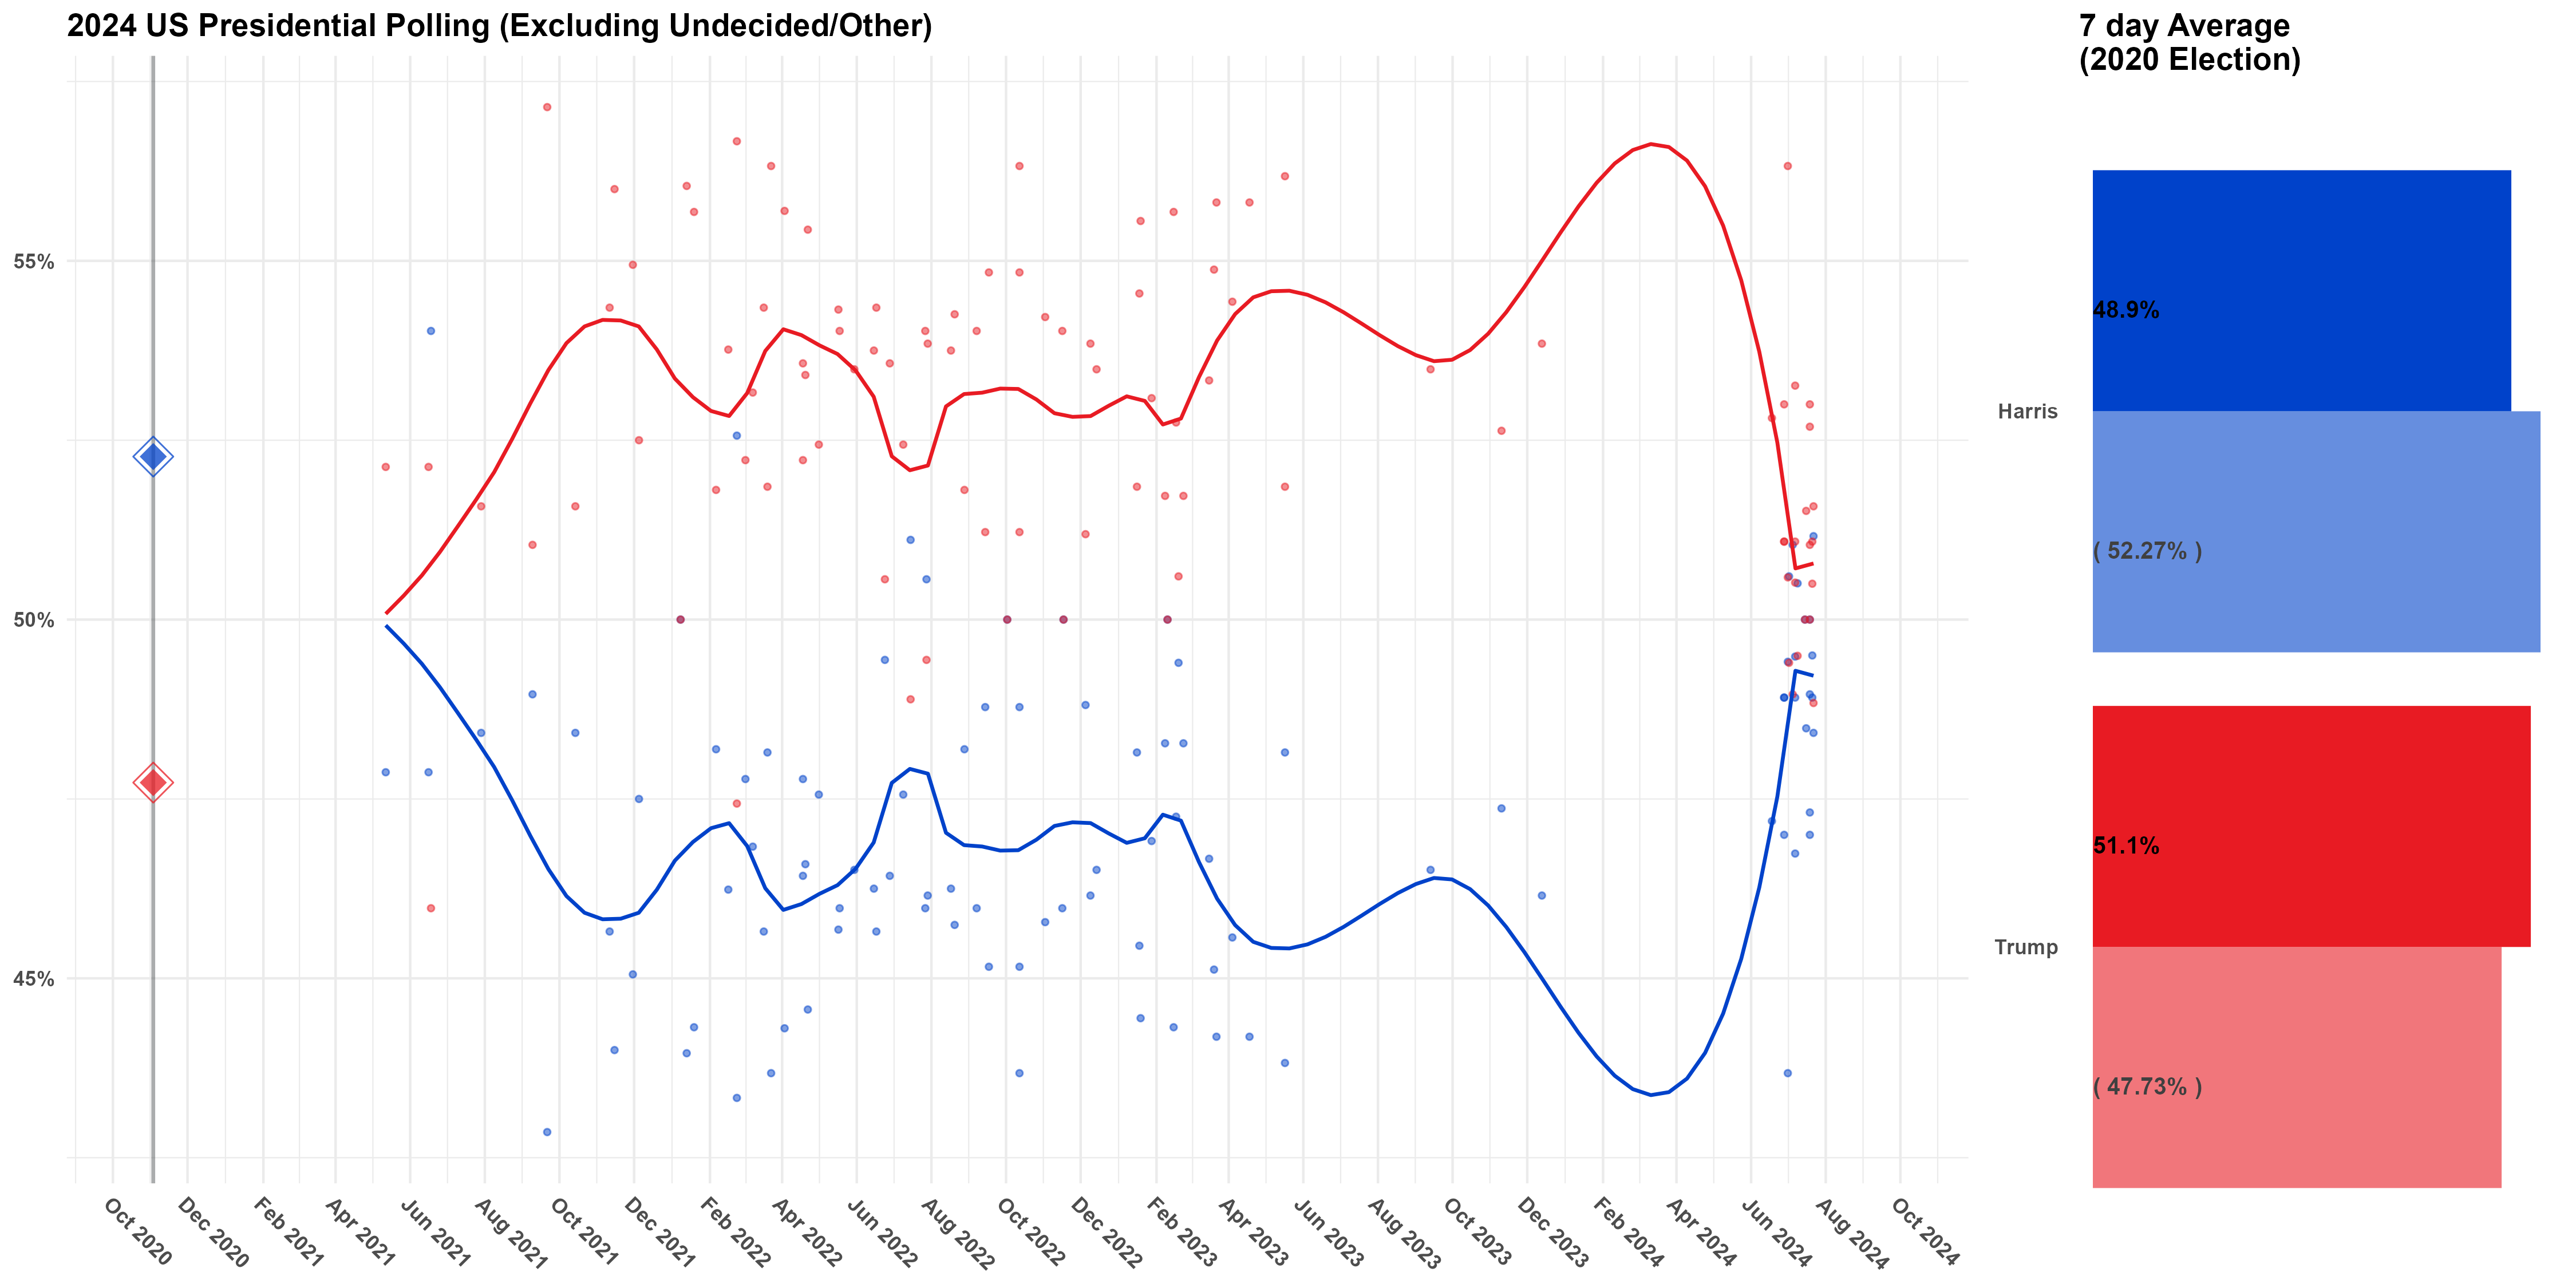 2024 US Presidential Polling (Excluding Undecided/Other)
7 day Average
(2020 Election)
55%
50%
45%
Harris
48.9%
( 52.27% )
Trump
51.1%
( 47.73% )
Oct 2020
Dec 2020
Feb 2021
Apr 2021
Jun 2021
Aug 2021
Oct 2021
Dec 2021
Feb 2022
Apr 2022
Jun 2022
Aug 2022
Oct 2022
Dec 2022
Feb 2023
Apr 2023
Jun 2023
Aug 2023
Oct 2023
Dec 2023
Feb 2024
Apr 2024
Jun 2024
Aug 2024
Oct 2024